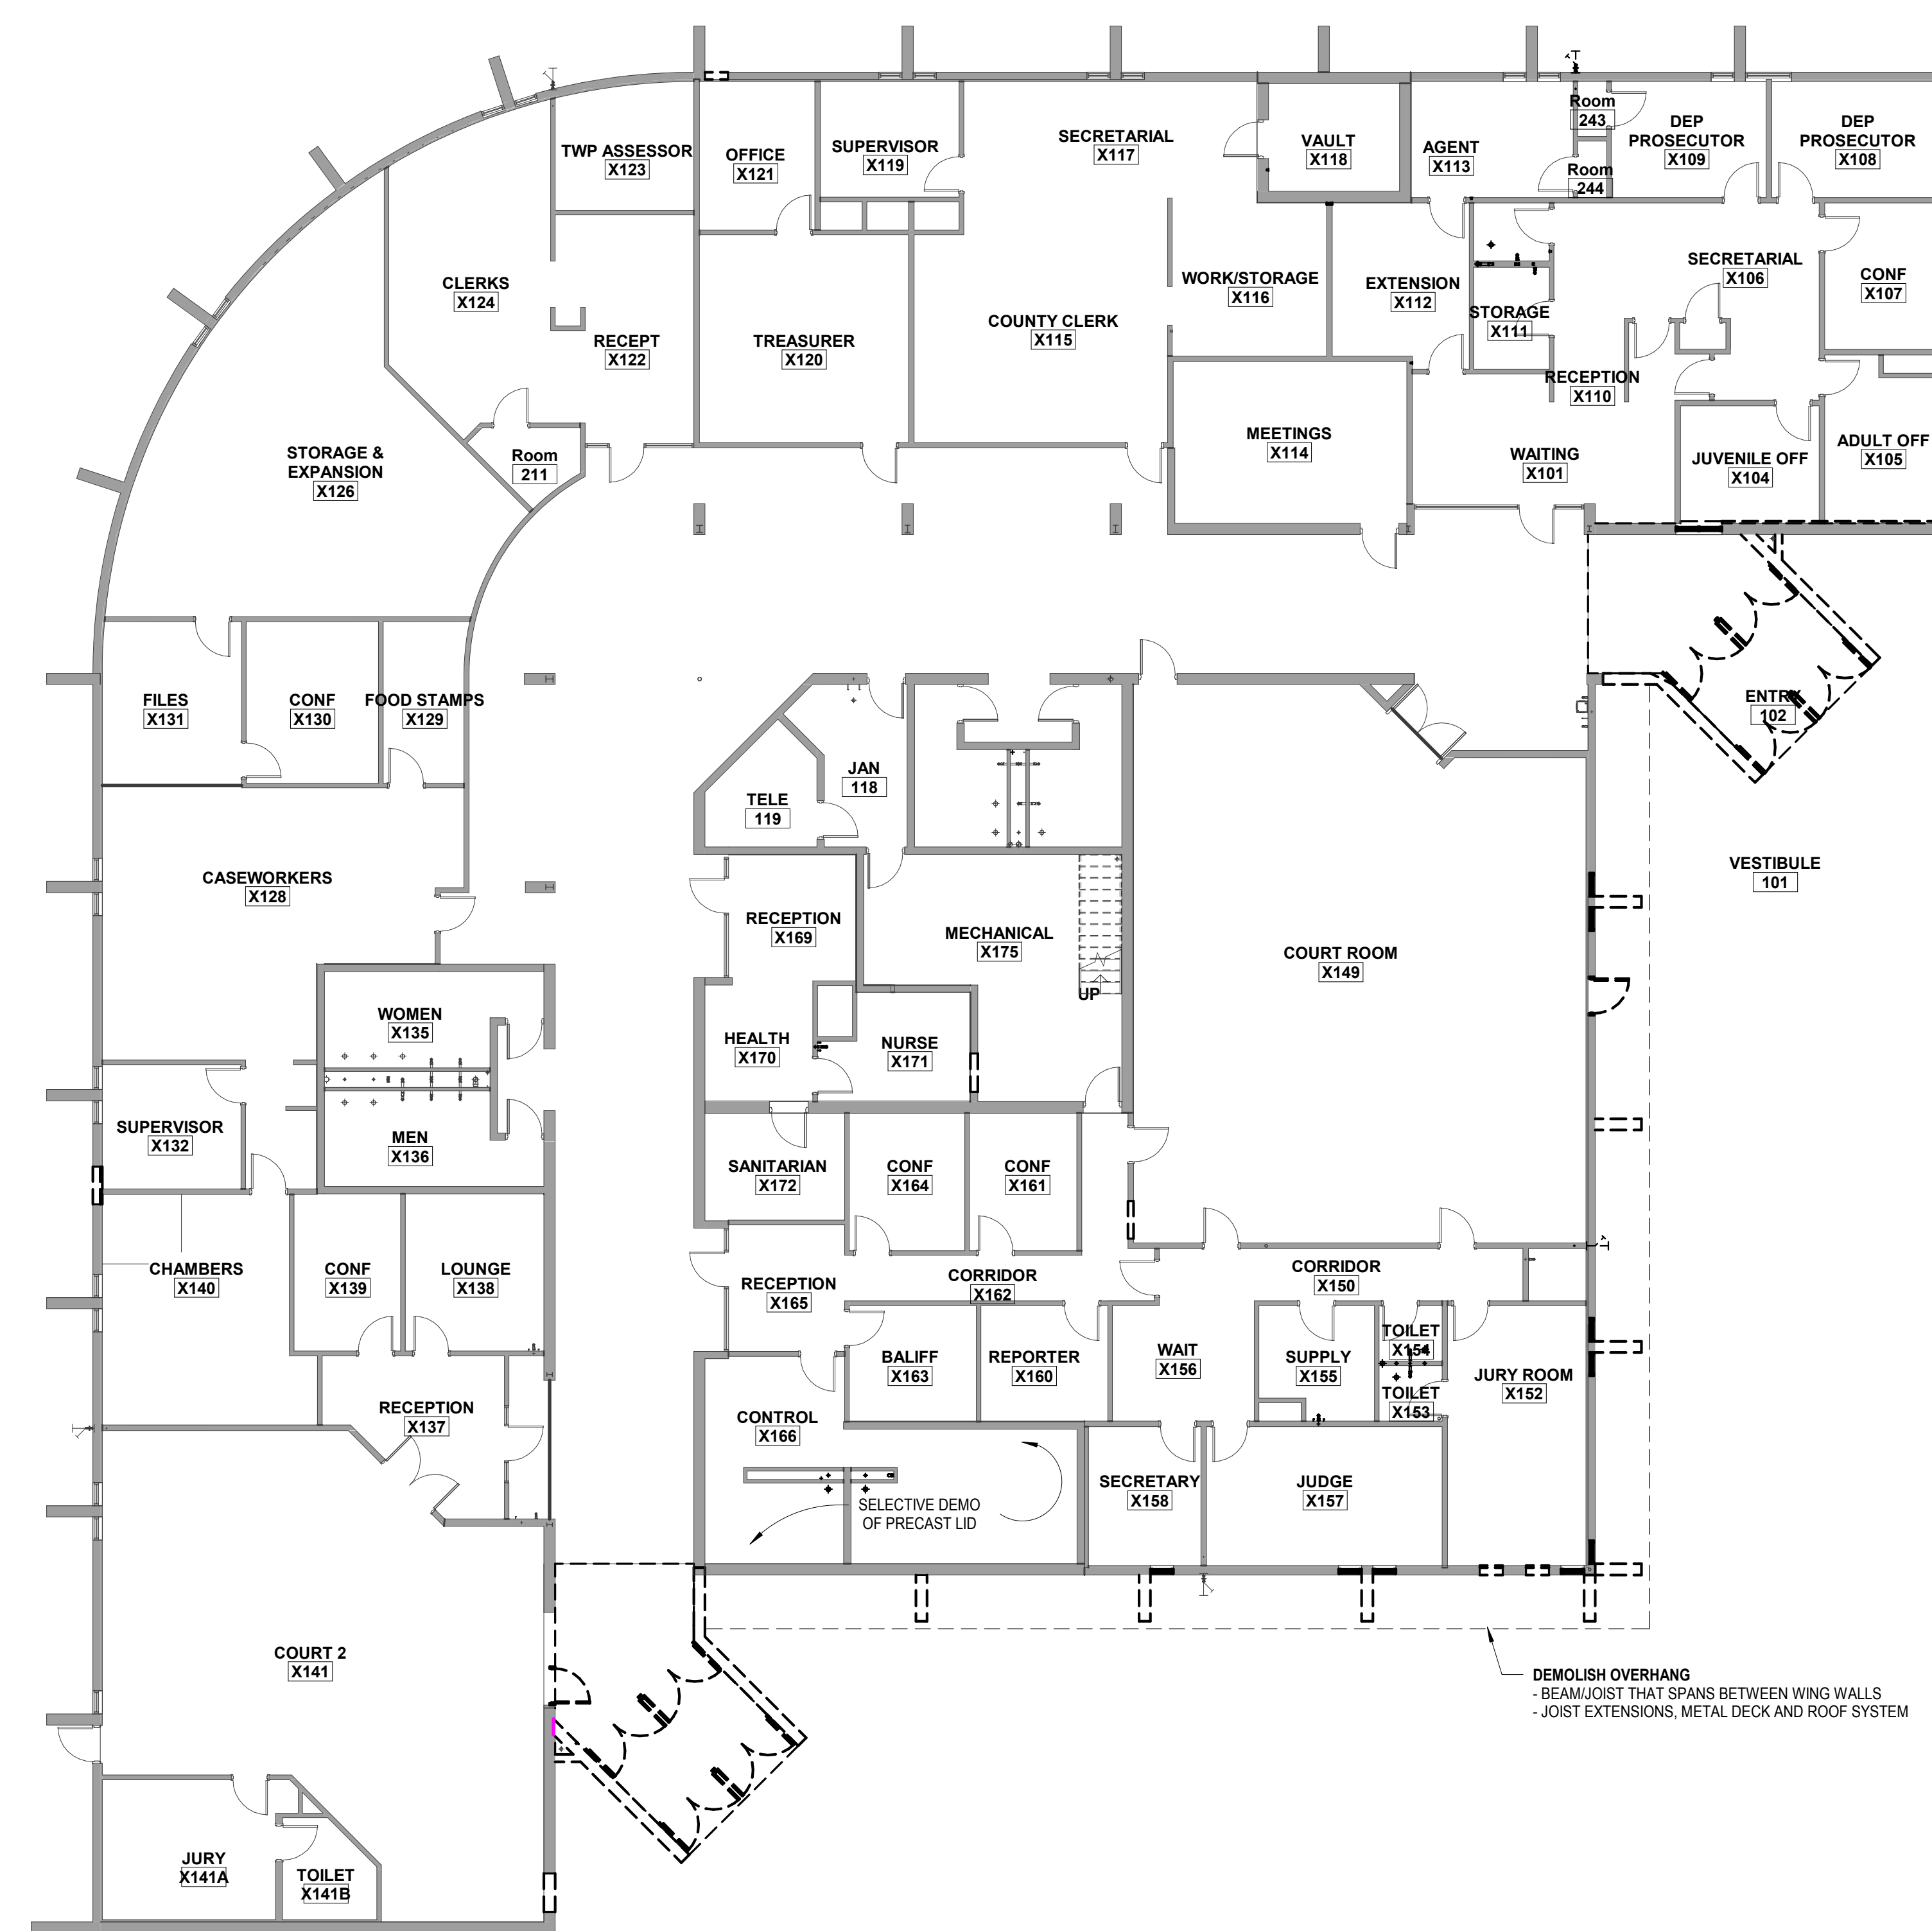 TWP ASSESSOR
X123
OFFICE
X121
SUPERVISOR
X119
SECRETARIAL
X117
VAULT
X118
AGENT
X113
Room
243
Room
244
DEP
PROSECUTOR
X109
DEP
PROSECUTOR
X108
CLERKS
X124
RECEPT
X122
TREASURER
X120
COUNTY CLERK
X115
WORK/STORAGE
X116
EXTENSION
X112
STORAGE
X111
SECRETARIAL
X106
CONF
X107
RECEPTION
X110
STORAGE &
EXPANSION
X126
Room
211
MEETINGS
X114
WAITING
X101
JUVENILE OFF
X104
ADULT OFF
X105
FILES
X131
CONF
X130
FOOD STAMPS
X129
ENTRY
102
JAN
118
TELE
119
VESTIBULE
101
CASEWORKERS
X128
RECEPTION
X169
MECHANICAL
X175
UP
COURT ROOM
X149
WOMEN
X135
HEALTH
X170
NURSE
X171
SUPERVISOR
X132
MEN
X136
SANITARIAN
X172
CONF
X164
CONF
X161
CHAMBERS
X140
CONF
X139
LOUNGE
X138
RECEPTION
X165
CORRIDOR
X162
CORRIDOR
X150
BALIFF
X163
REPORTER
X160
WAIT
X156
SUPPLY
X155
TOILET
X154
TOILET
X153
JURY ROOM
X152
RECEPTION
X137
CONTROL
X166
SELECTIVE DEMO
OF PRECAST LID
SECRETARY
X158
JUDGE
X157
COURT 2
X141
DEMOLISH OVERHANG
- BEAM/JOIST THAT SPANS BETWEEN WING WALLS
- JOIST EXTENSIONS, METAL DECK AND ROOF SYSTEM
JURY
X141A
TOILET
X141B